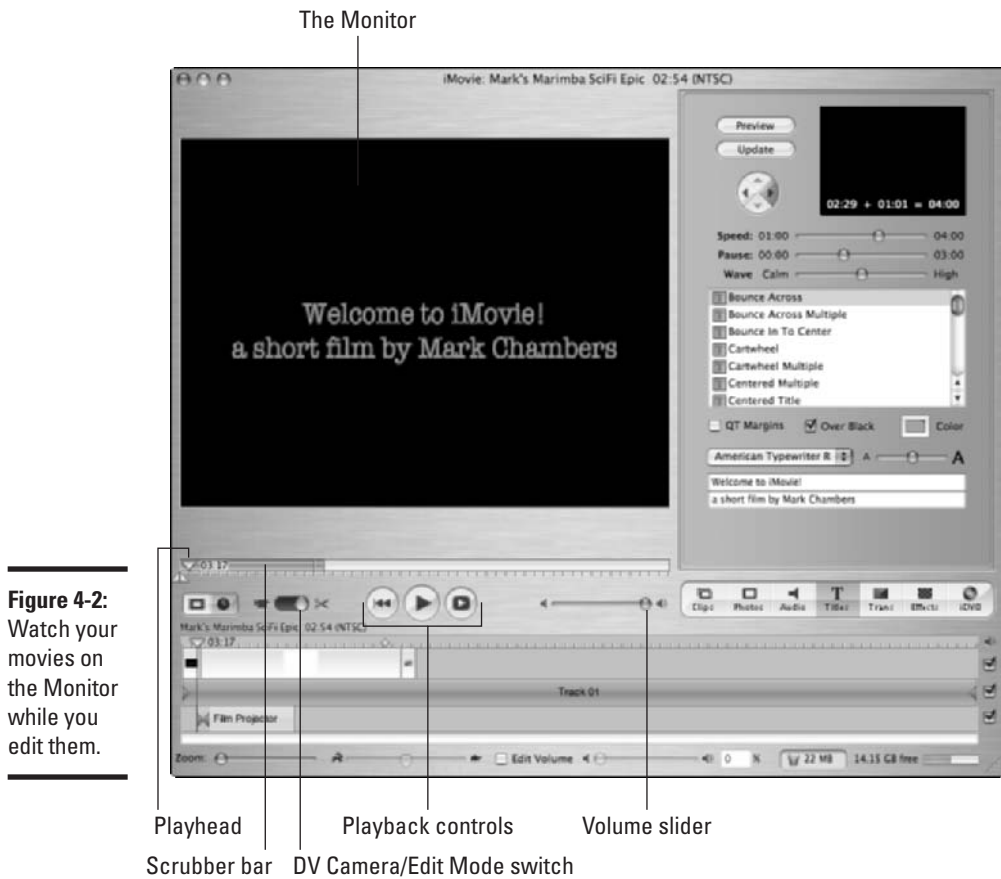 The Monitor
iMovie: Mark's Marimba SciFi Epic 02:54 (NTSC)
Preview
Update
02:29 + 01:01 = 04:00
Speed: 01:00 04:00
Pause: 00:00 03:00
Wave Calm High
Bounce Across
Bounce Across Multiple
Bounce In To Center
Cartwheel
Cartwheel Multiple
Centered Multiple
Centered Title
QT Margins Over Black Color
American Typewriter R A A
Welcome to iMovie!
a short film by Mark Chambers
Welcome to iMovie!
a short film by Mark Chambers
03:17
Clips Photos Audio Titles Trans Effects iDVD
Mark's Marimba SciFi Epic 02:54 (NTSC)
03:17
Track 01
Film Projector
Zoom: Edit Volume 0 % 22 MB 14.15 GB free
Figure 4-2:
Watch your
movies on
the Monitor
while you
edit them.
Playhead Playback controls Volume slider
Scrubber bar DV Camera/Edit Mode switch